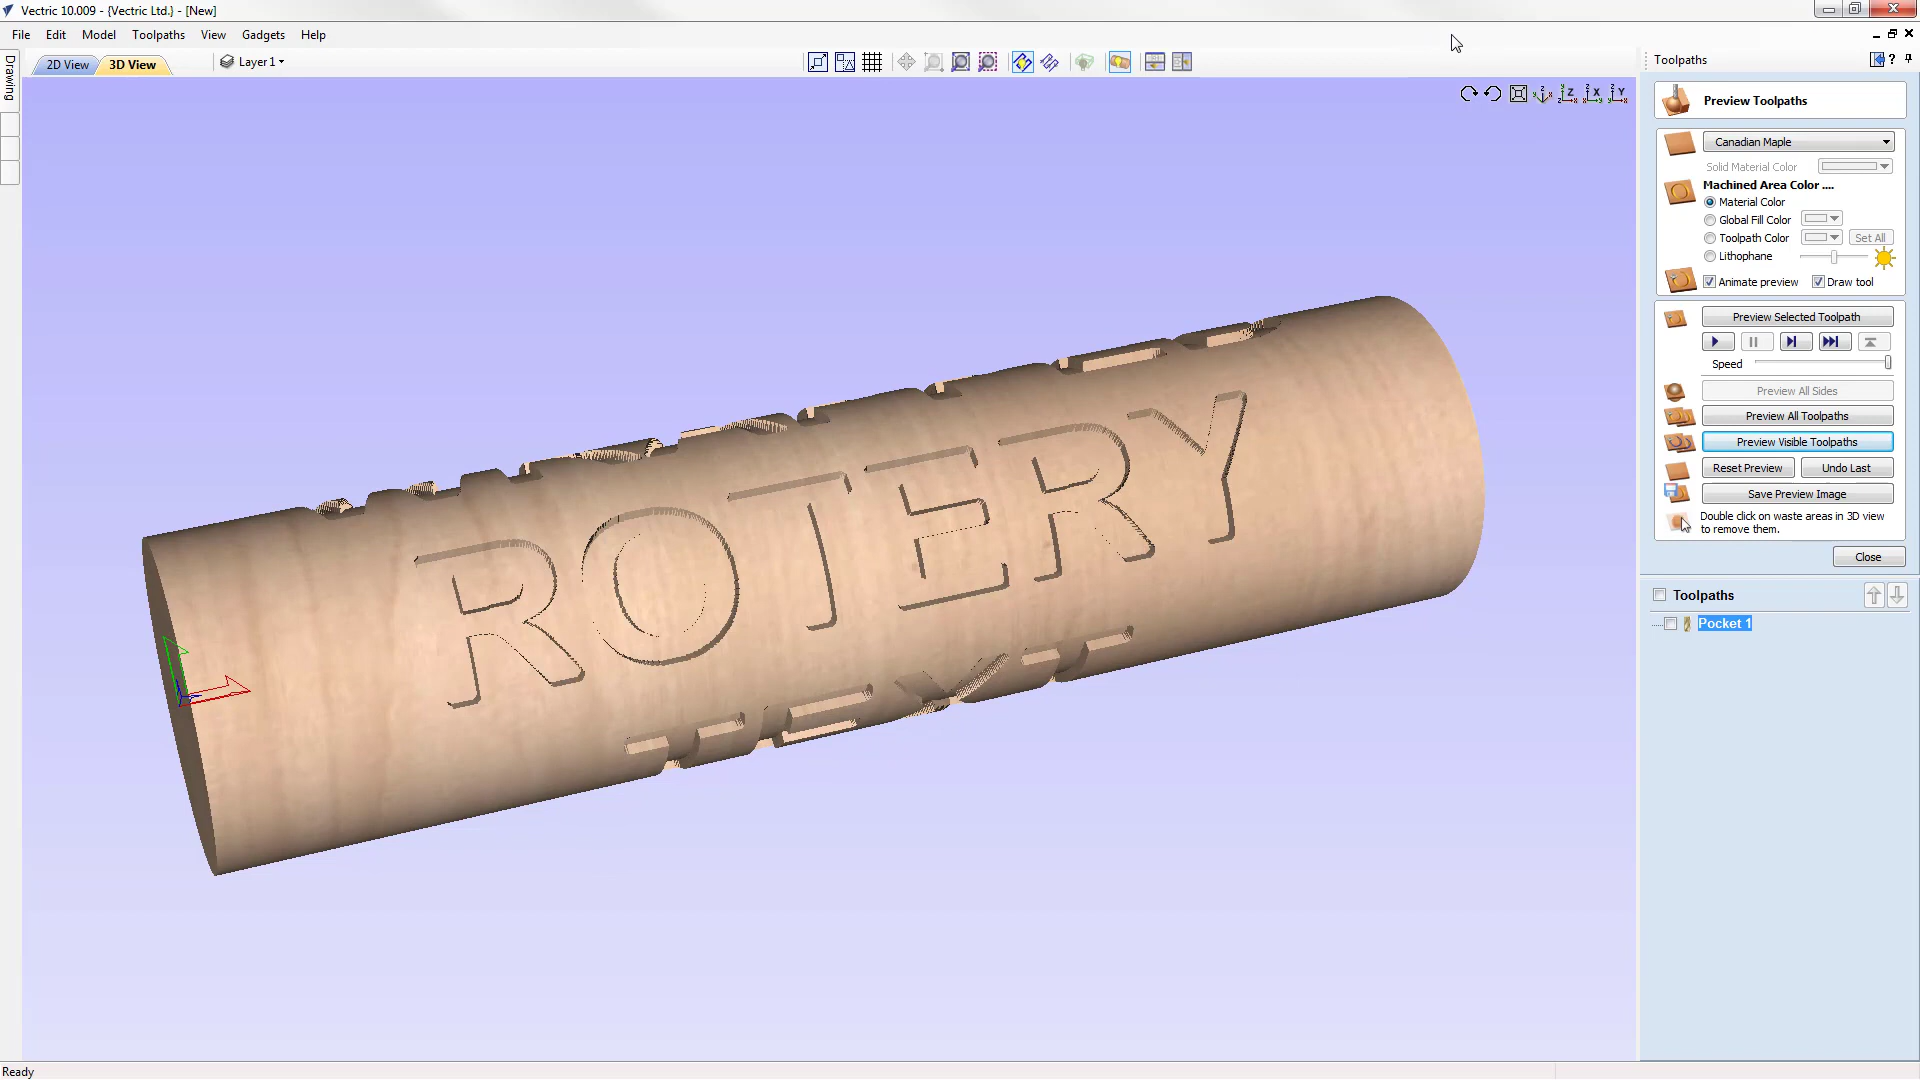 Vectric 10.009 - {Vectric Ltd.} - [New]
File Edit Model Toolpaths View Gadgets Help
Drawing
2D View 3D View Layer 1
Toolpaths
Preview Toolpaths
Canadian Maple
Solid Material Color
Machined Area Color ....
Material Color
Global Fill Color
Toolpath Color Set All
Lithophane
Animate preview Draw tool
Preview Selected Toolpath
Speed
Preview All Sides
Preview All Toolpaths
Preview Visible Toolpaths
Reset Preview Undo Last
Save Preview Image
Double click on waste areas in 3D view
to remove them.
Close
Toolpaths
Pocket 1
ROTERY
TEXT
Ready